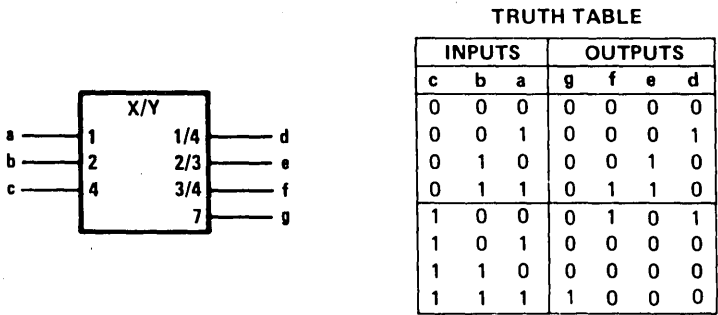 TRUTH TABLE
INPUTS OUTPUTS
c b a g f e d
0 0 0 0 0 0 0
0 0 1 0 0 0 1
0 1 0 0 0 1 0
0 1 1 0 1 1 0
1 0 0 0 1 0 1
1 0 1 0 0 0 0
1 1 0 0 0 0 0
1 1 1 1 0 0 0
X/Y
a 1 1/4 d
b 2 2/3 e
c 4 3/4 f
7 g